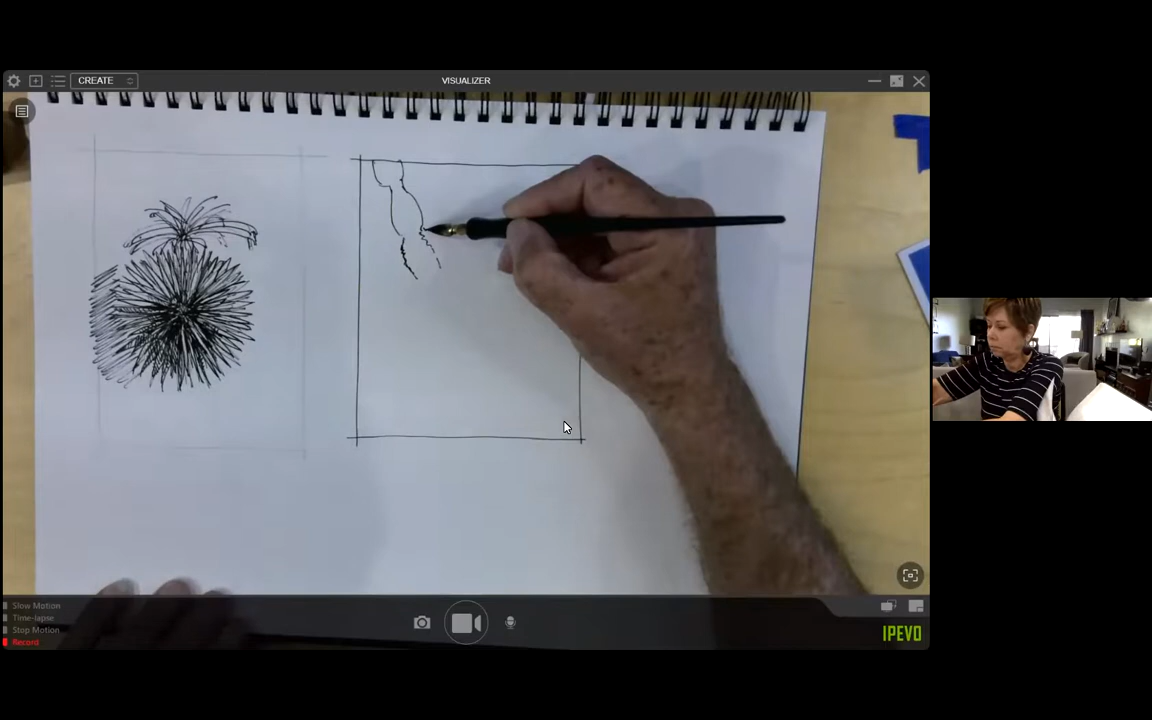 CREATE
VISUALIZER
Slow Motion
Time-lapse
Stop Motion
Record
IPEVO